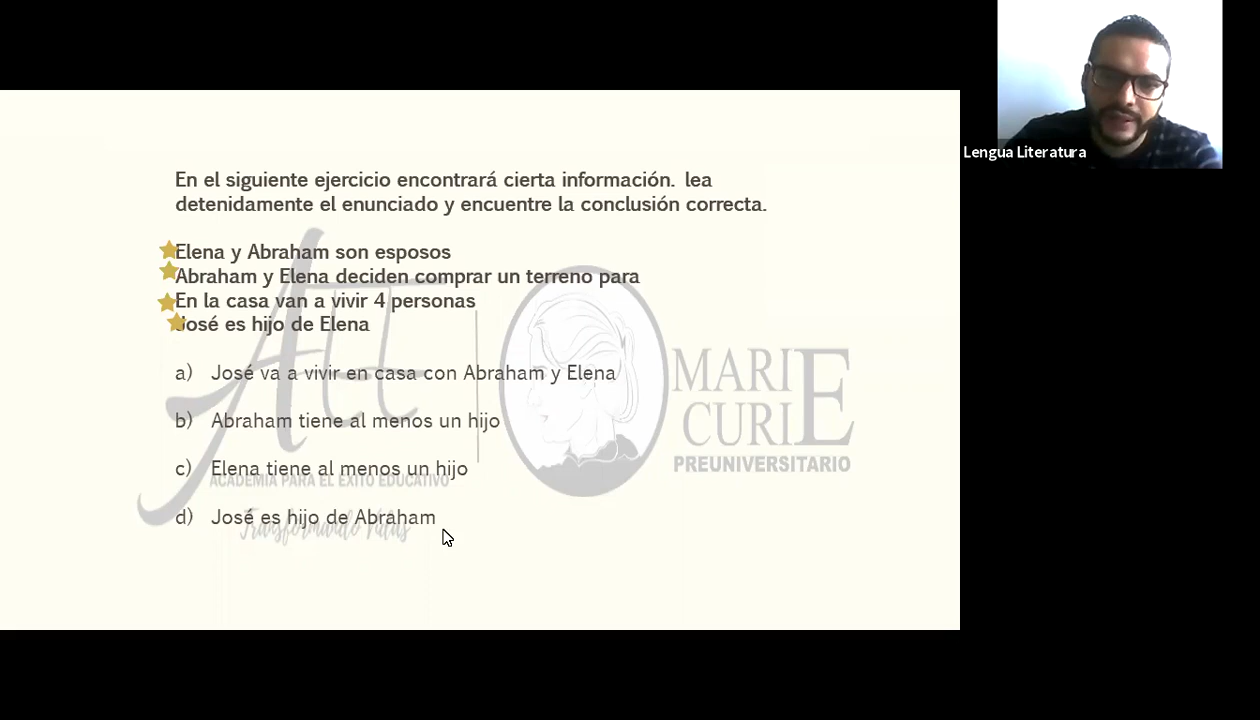 Lengua Literatura
En el siguiente ejercicio encontrará cierta información. lea
detenidamente el enunciado y encuentre la conclusión correcta.
Elena y Abraham son esposos
Abraham y Elena deciden comprar un terreno para
En la casa van a vivir 4 personas
José es hijo de Elena
a) José va a vivir en casa con Abraham y Elena
b) Abraham tiene al menos un hijo
c) Elena tiene al menos un hijo
d) José es hijo de Abraham
ACADEMIA PARA EL EXITO EDUCATIVO
Transformando Vidas
MARIE
CURIE
PREUNIVERSITARIO